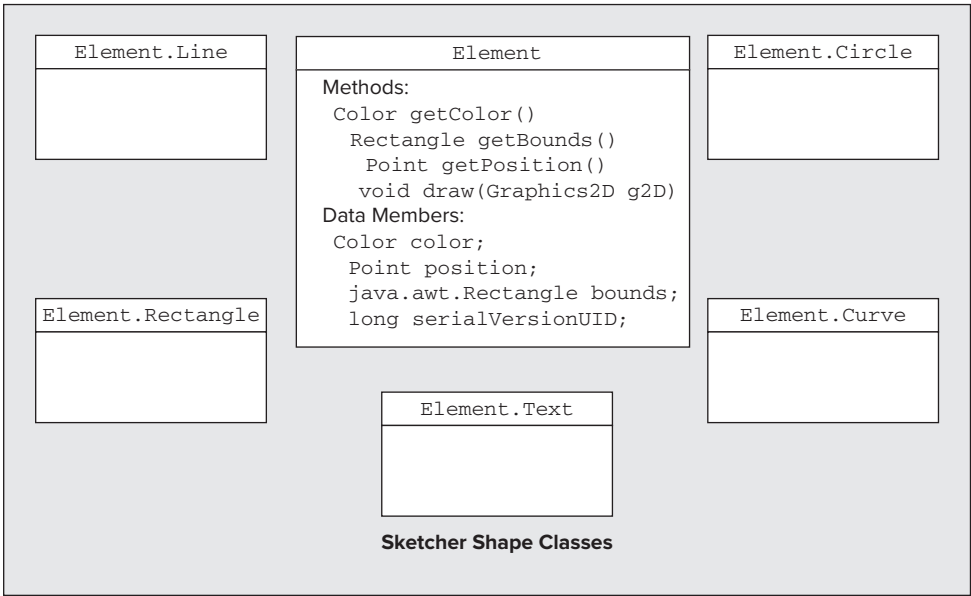 Element.Line
Element
Methods:
Color getColor()
Rectangle getBounds()
Point getPosition()
void draw(Graphics2D g2D)
Data Members:
Color color;
Point position;
java.awt.Rectangle bounds;
long serialVersionUID;
Element.Circle
Element.Rectangle
Element.Curve
Element.Text
Sketcher Shape Classes